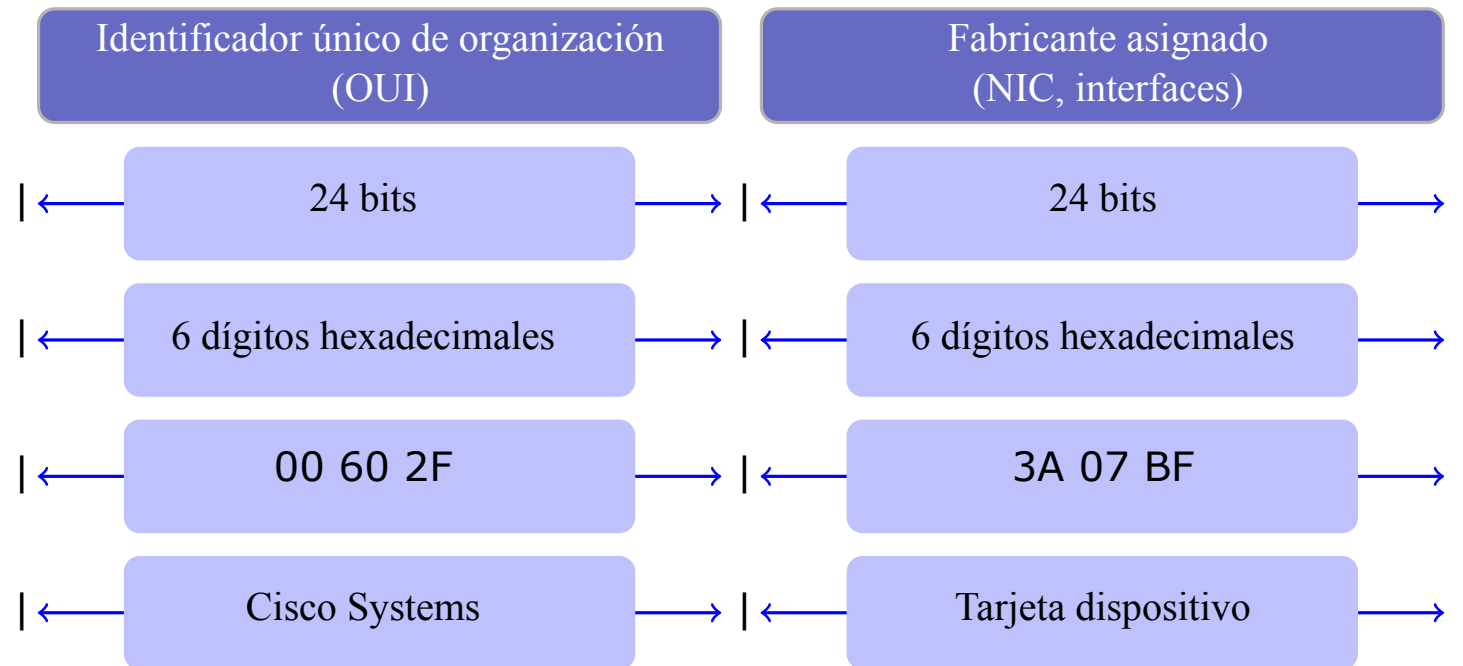 Identificador único de organización
(OUI)
Fabricante asignado
(NIC, interfaces)
24 bits
24 bits
6 dígitos hexadecimales
6 dígitos hexadecimales
00 60 2F
3A 07 BF
Cisco Systems
Tarjeta dispositivo